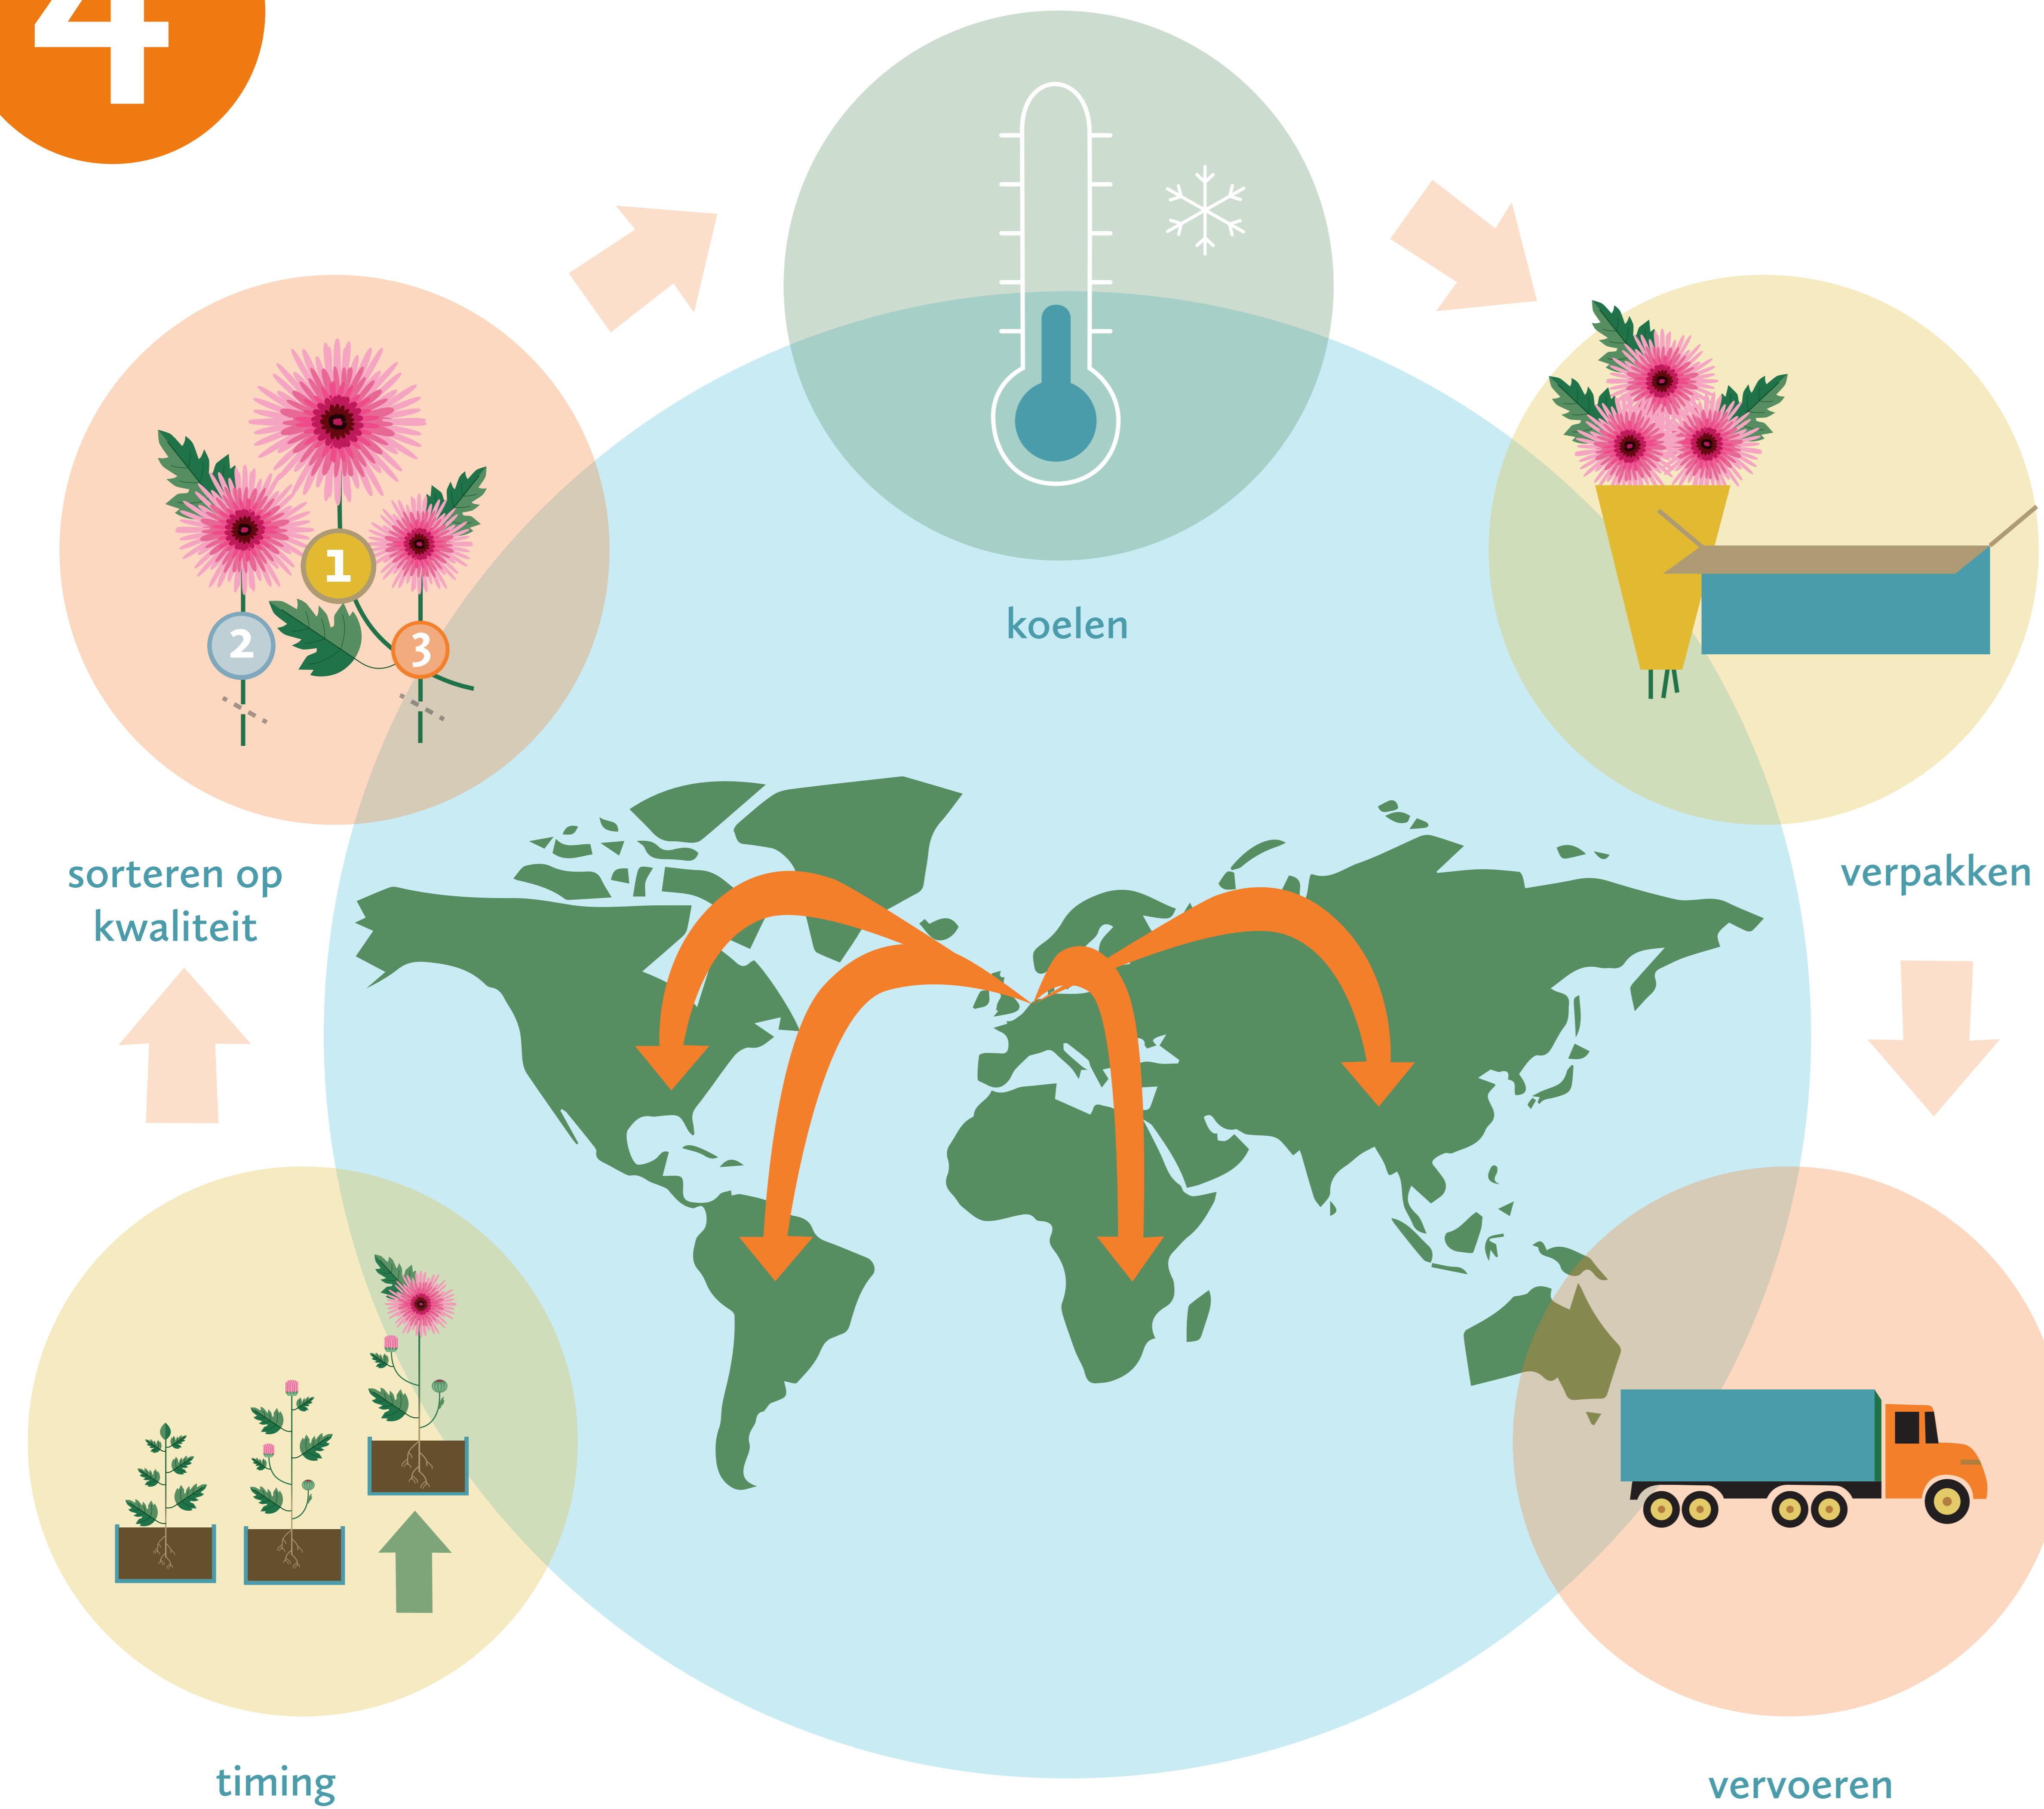 4
1
2
3
koelen
sorteren op
kwaliteit
verpakken
timing
vervoeren